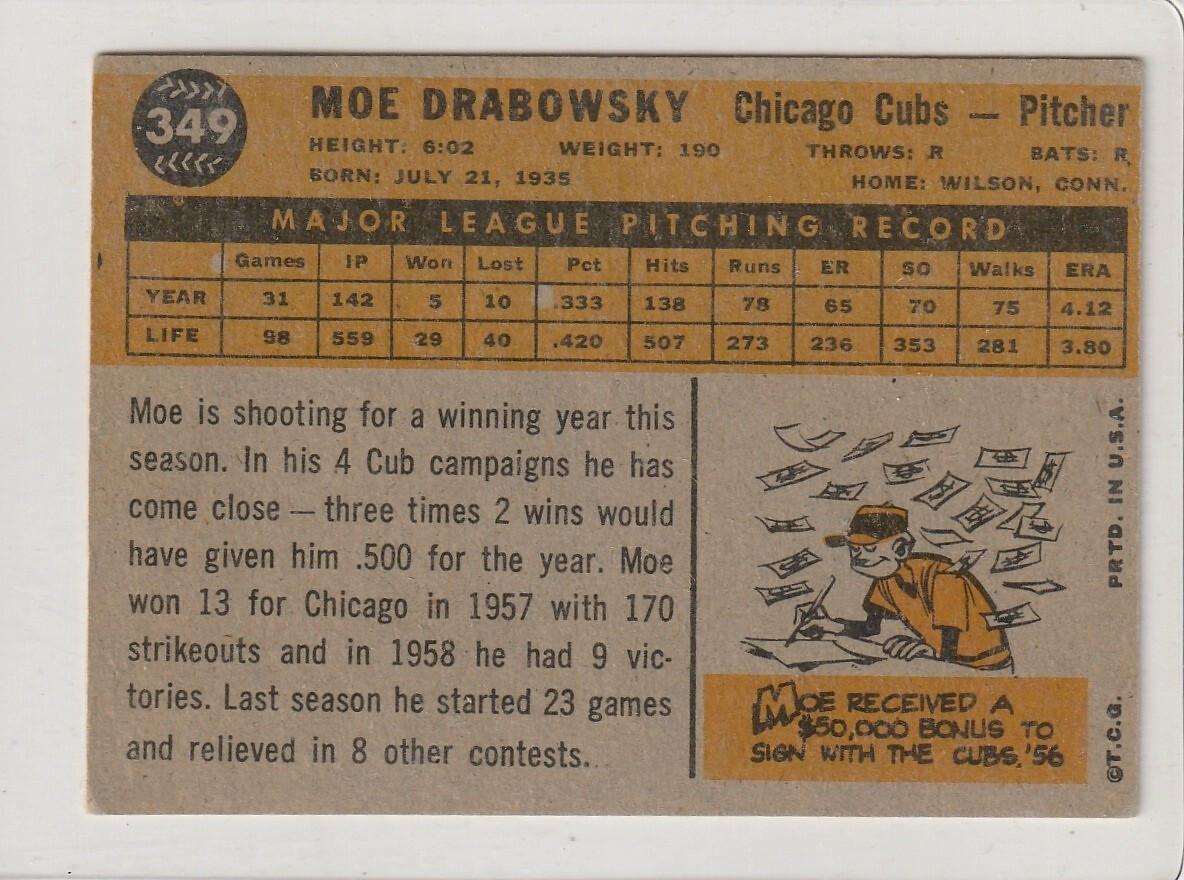 349
MOE DRABOWSKY Chicago Cubs — Pitcher
HEIGHT: 6:02 WEIGHT: 190 THROWS: R BATS: R
BORN: JULY 21, 1935 HOME: WILSON, CONN.
MAJOR LEAGUE PITCHING RECORD
Games IP Won Lost Pct Hits Runs ER SO Walks ERA
YEAR 31 142 5 10 .333 138 78 65 70 75 4.12
LIFE 98 559 29 40 .420 507 273 236 353 281 3.80
Moe is shooting for a winning year this
season. In his 4 Cub campaigns he has
come close — three times 2 wins would
have given him .500 for the year. Moe
won 13 for Chicago in 1957 with 170
strikeouts and in 1958 he had 9 vic-
tories. Last season he started 23 games
and relieved in 8 other contests.
MOE RECEIVED A
$50,000 BONUS TO
SIGN WITH THE CUBS, '56
©T.C.G. PRTD. IN U.S.A.